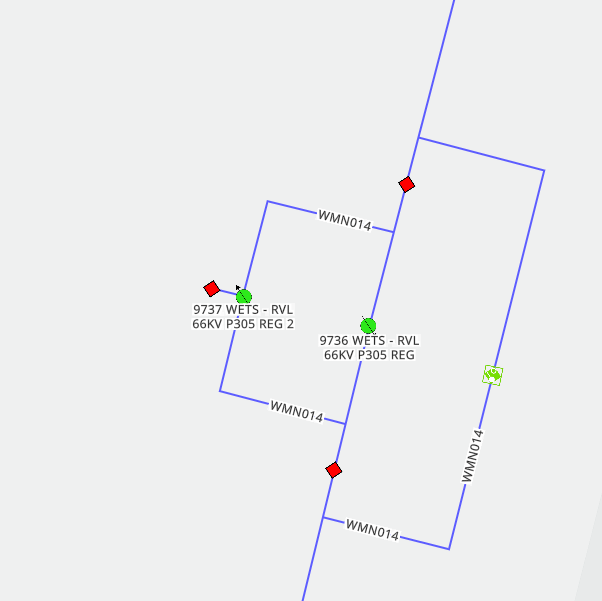 WMN014
9737 WETS - RVL
66KV P305 REG 2
9736 WETS - RVL
66KV P305 REG
WMN014
WMN014
WMN014